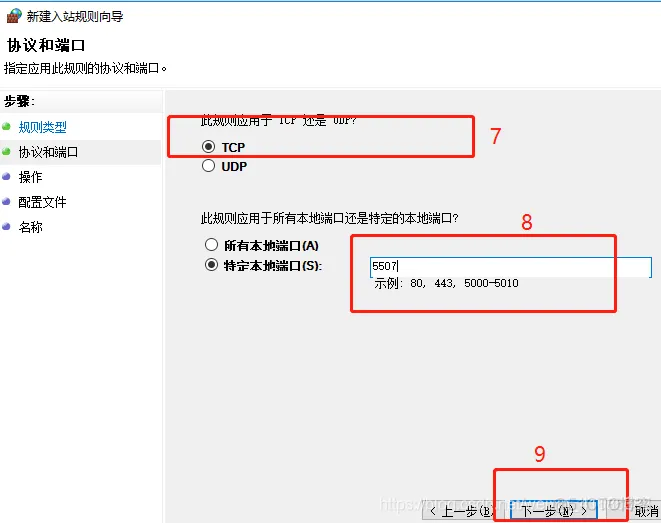 新建入站规则向导
协议和端口
指定应用此规则的协议和端口。
步骤:
规则类型
协议和端口
操作
配置文件
名称
此规则应用于 TCP 还是 UDP?
7
TCP
UDP
此规则应用于所有本地端口还是特定的本地端口?
8
所有本地端口(A)
特定本地端口(S):
5507
示例: 80, 443, 5000-5010
9
< 上一步(B)
下一步(N) >
取消